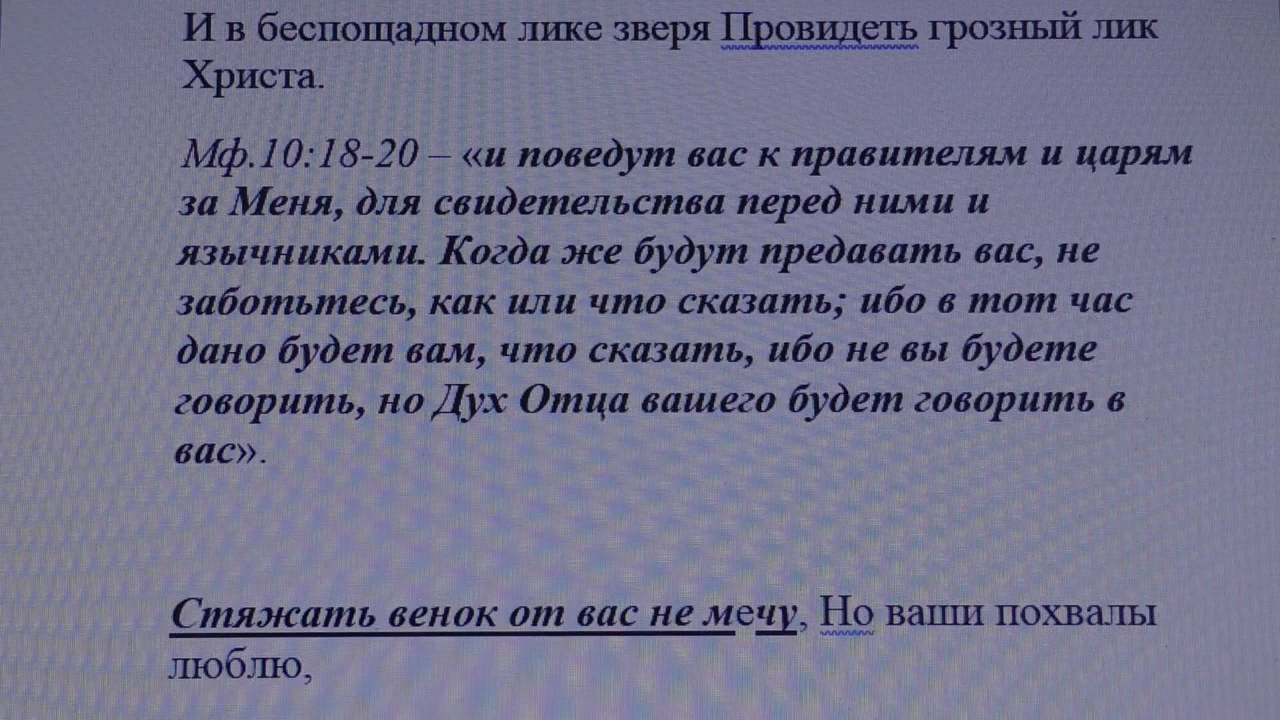 И в беспощадном лике зверя Провидеть грозный лик
Христа.
Мф.10:18-20 – «и поведут вас к правителям и царям
за Меня, для свидетельства перед ними и
язычниками. Когда же будут предавать вас, не
заботьтесь, как или что сказать; ибо в тот час
дано будет вам, что сказать, ибо не вы будете
говорить, но Дух Отца вашего будет говорить в
вас».
Стяжать венок от вас не мечу, Но ваши похвалы
люблю,